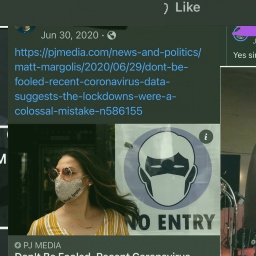 Like
Jun 30, 2020 ·
https://pjmedia.com/news-and-politics/
matt-margolis/2020/06/29/dont-be-
fooled-recent-coronavirus-data-
suggests-the-lockdowns-were-a-
colossal-mistake-n586155
Yes si
NO ENTRY
PJ MEDIA
Don't Be Fooled, Recent Coronavirus